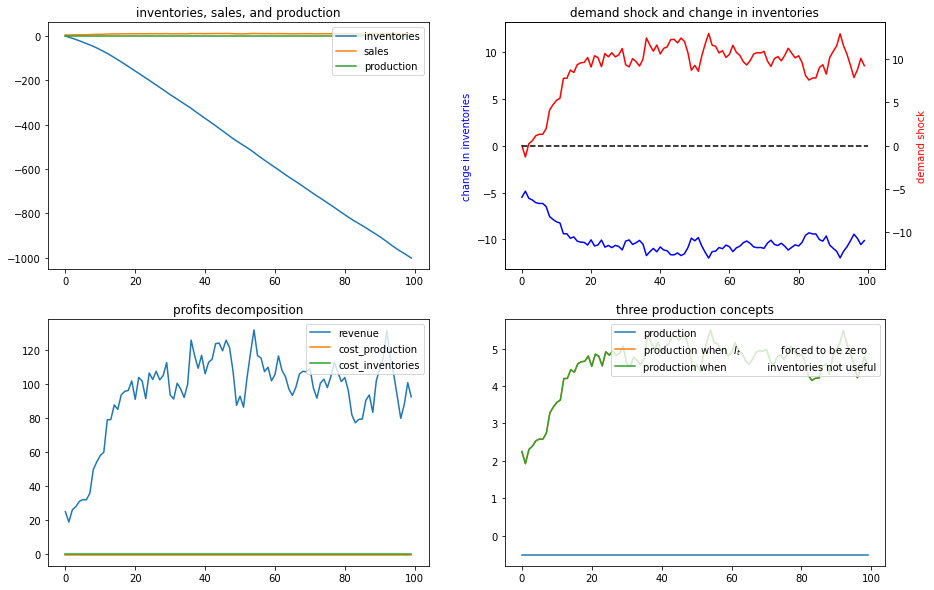 inventories, sales, and production
inventories
sales
production
0
−200
−400
−600
−800
−1000
0 20 40 60 80 100
demand shock and change in inventories
change in inventories
10
5
0
−5
−10
10
5
0
−5
−10
demand shock
0 20 40 60 80 100
profits decomposition
revenue
cost_production
cost_inventories
120
100
80
60
40
20
0
0 20 40 60 80 100
three production concepts
production
production when I_t forced to be zero
production when inventories not useful
5
4
3
2
1
0
0 20 40 60 80 100